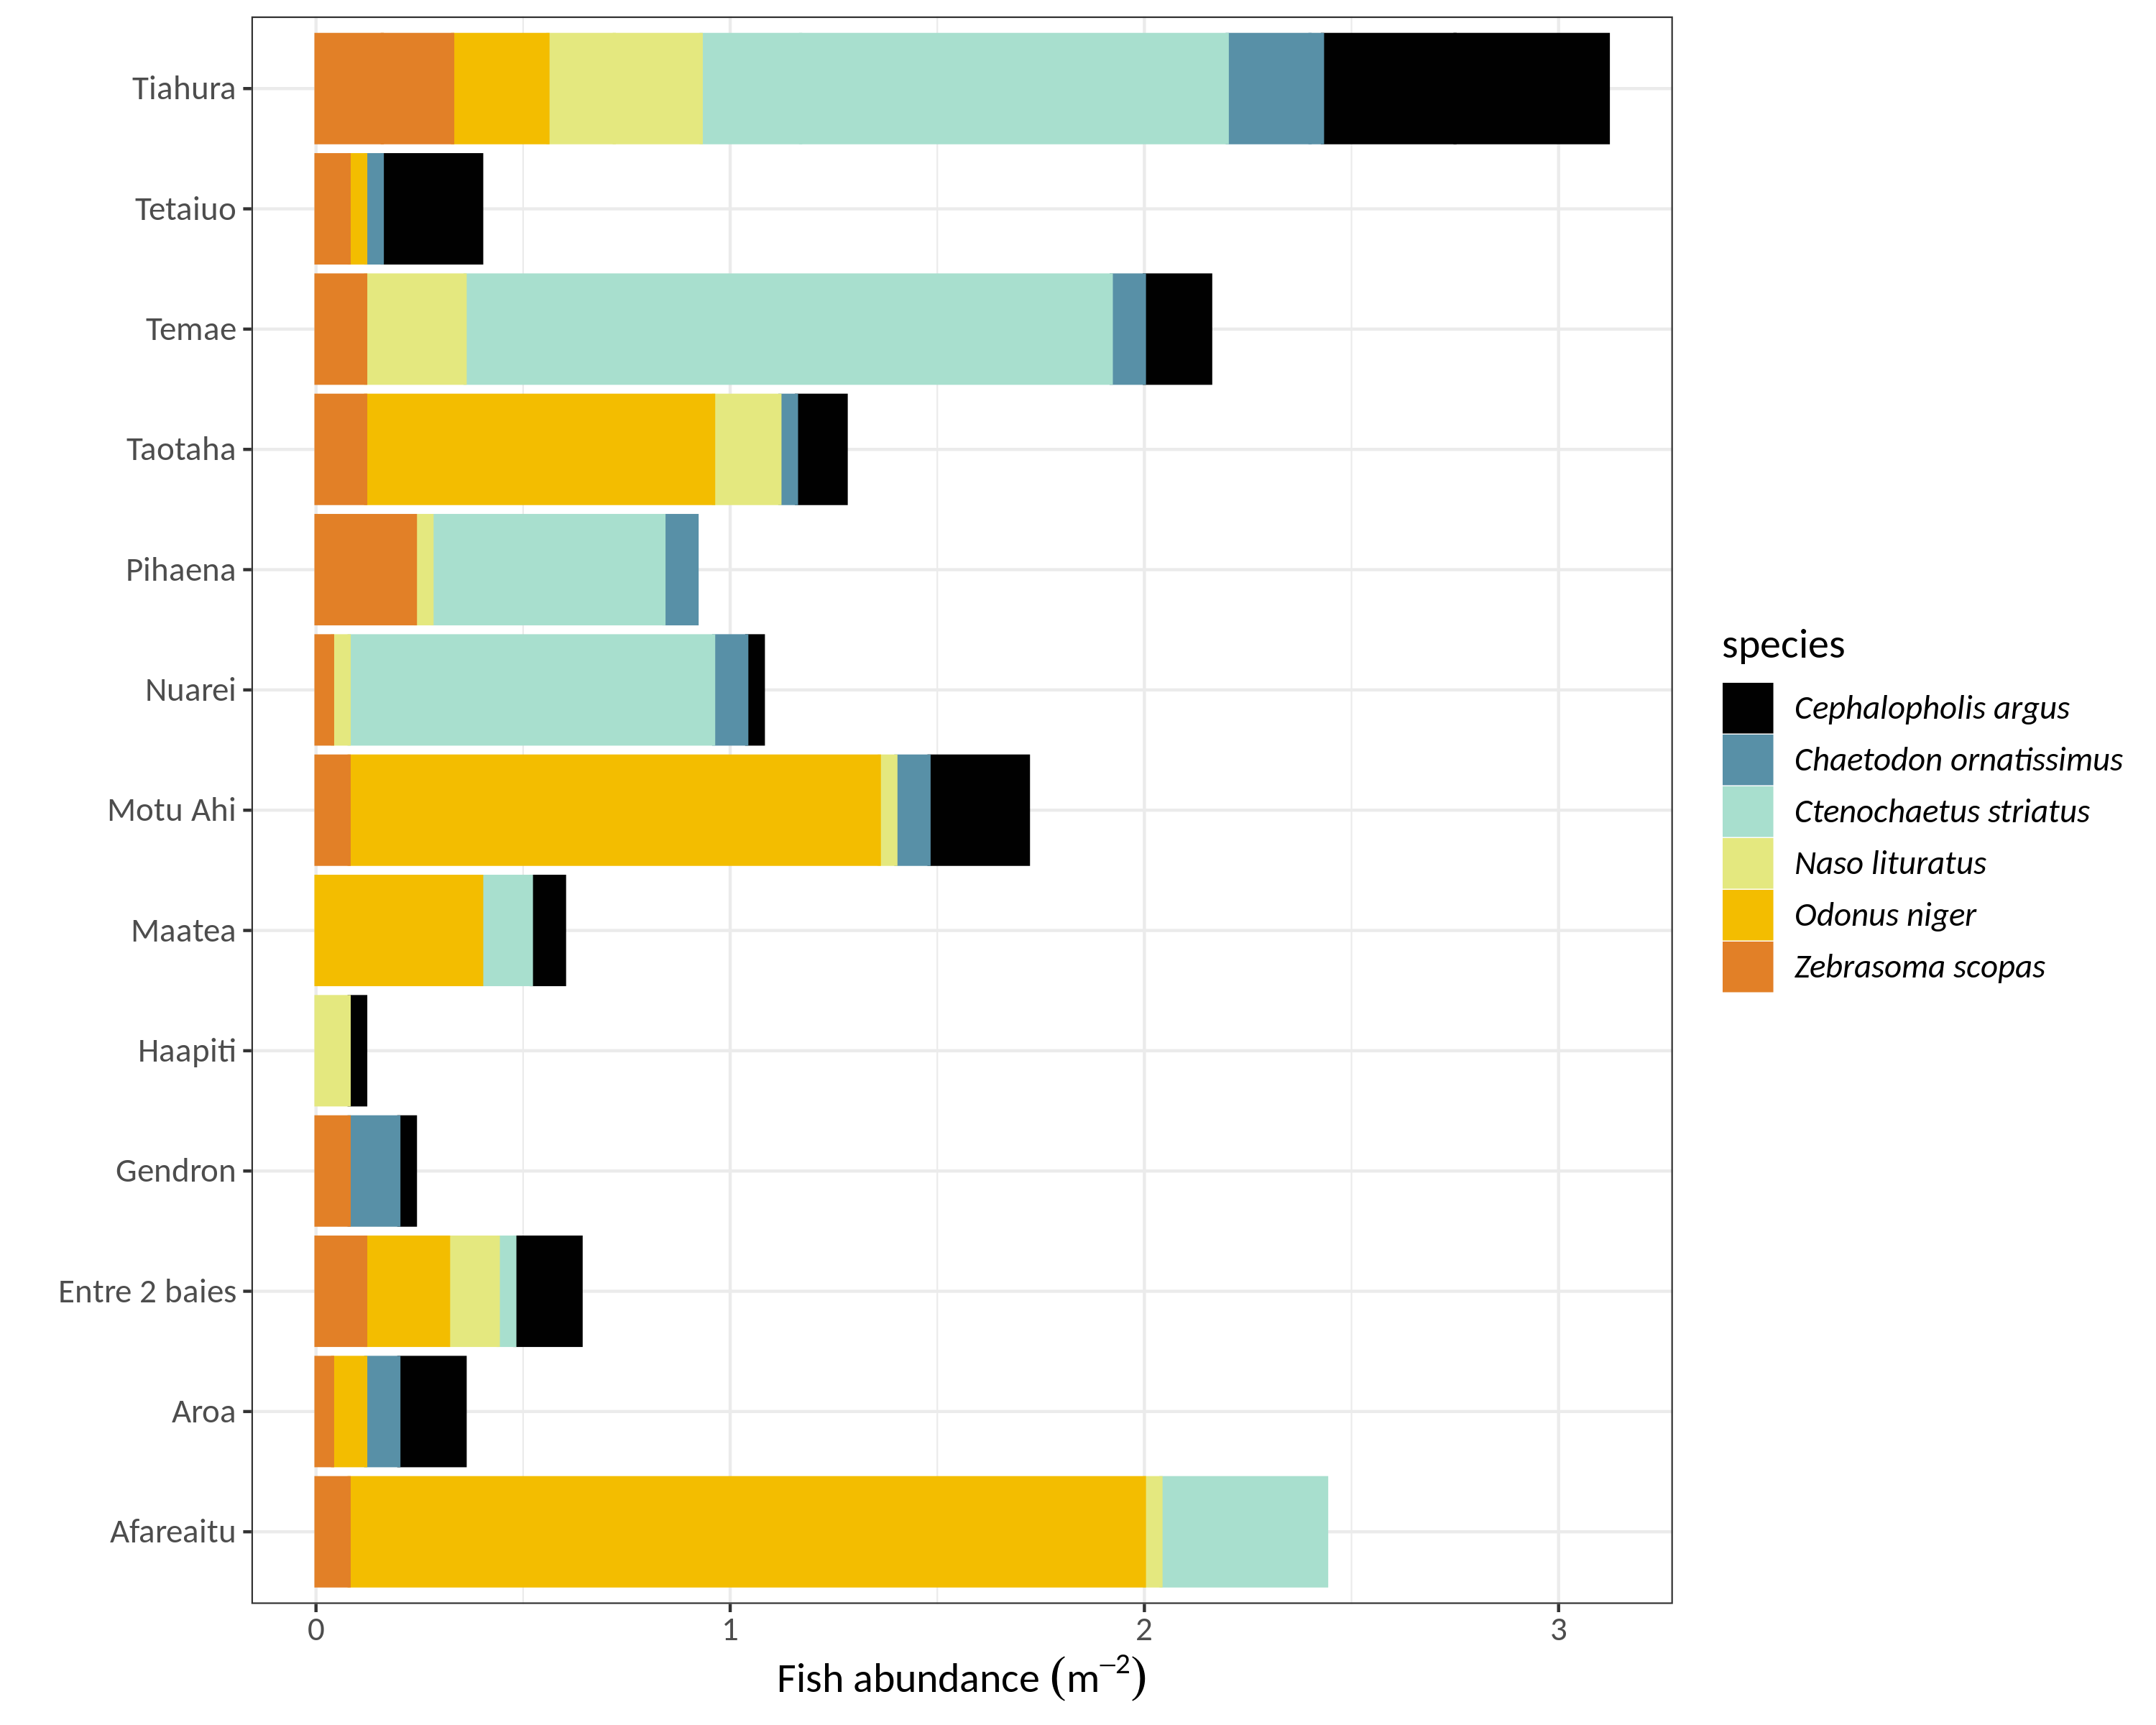 Tiahura
Tetaiuo
Temae
Taotaha
Pihaena
Nuarei
Motu Ahi
Maatea
Haapiti
Gendron
Entre 2 baies
Aroa
Afareaitu
0 1 2 3
Fish abundance (m⁻²)
species
Cephalopholis argus
Chaetodon ornatissimus
Ctenochaetus striatus
Naso lituratus
Odonus niger
Zebrasoma scopas